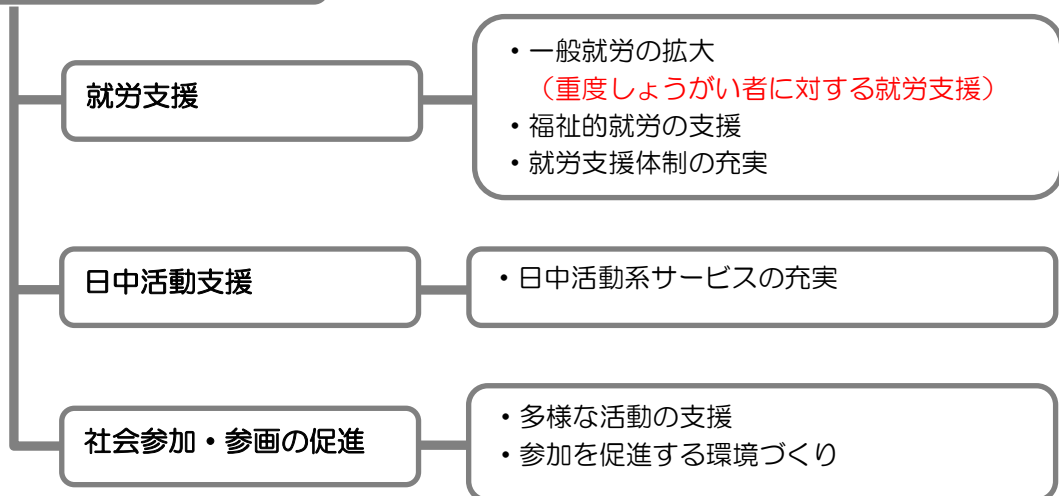 就労支援
・一般就労の拡大
（重度しょうがい者に対する就労支援）
・福祉的就労の支援
・就労支援体制の充実
日中活動支援
・日中活動系サービスの充実
社会参加・参画の促進
・多様な活動の支援
・参加を促進する環境づくり